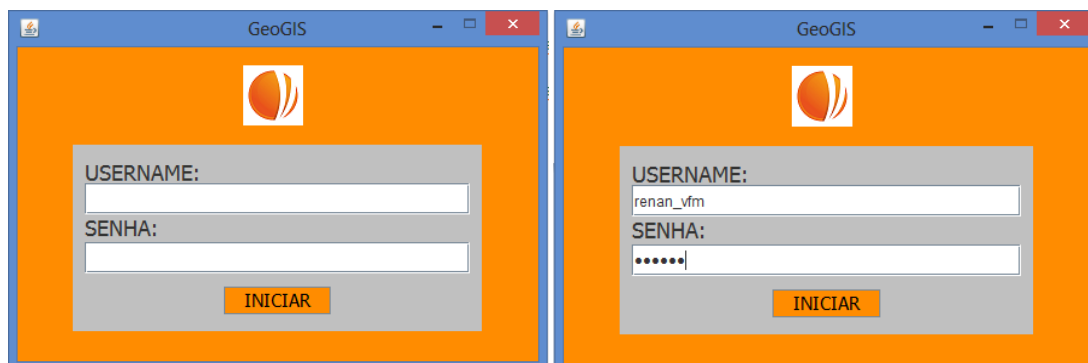 GeoGIS
USERNAME:
SENHA:
INICIAR
GeoGIS
USERNAME:
renan_vfm
SENHA:
••••••
INICIAR